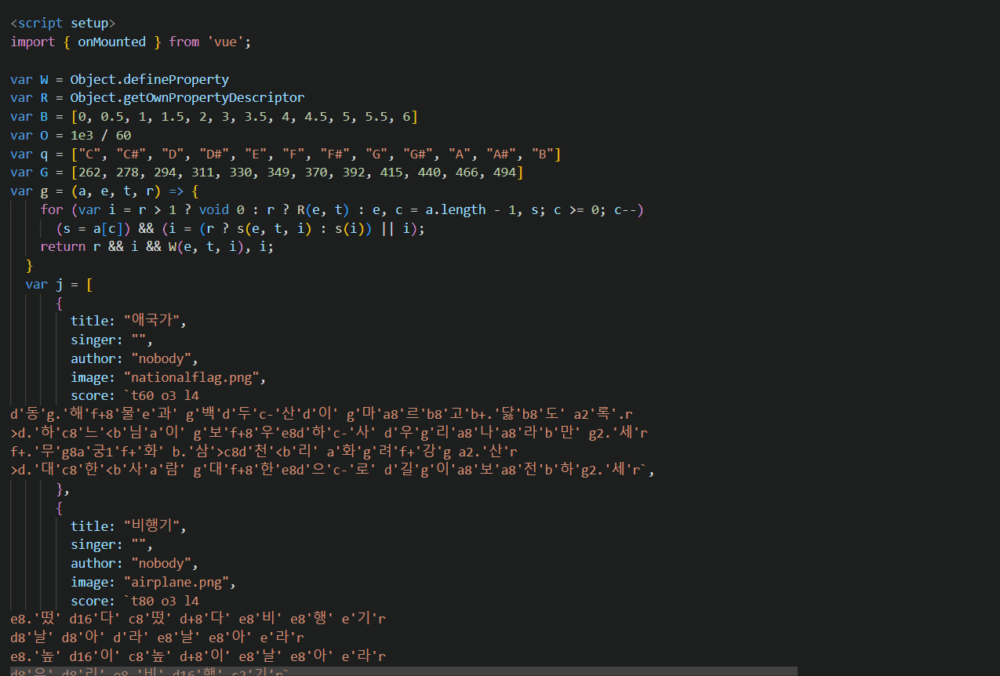 <script setup>
import { onMounted } from 'vue';
var W = Object.defineProperty
var R = Object.getOwnPropertyDescriptor
var B = [0, 0.5, 1, 1.5, 2, 3, 3.5, 4, 4.5, 5, 5.5, 6]
var O = 1e3 / 60
var q = ["C", "C#", "D", "D#", "E", "F", "F#", "G", "G#", "A", "A#", "B"]
var G = [262, 278, 294, 311, 330, 349, 370, 392, 415, 440, 466, 494]
var g = (a, e, t, r) => {
for (var i = r > 1 ? void 0 : r ? R(e, t) : e, c = a.length - 1, s; c >= 0; c--)
(s = a[c]) && (i = (r ? s(e, t, i) : s(i)) || i);
return r && i && W(e, t, i), i;
}
var j = [
{
title: "애국가",
singer: "",
author: "nobody",
image: "nationalflag.png",
score: `t60 o3 l4
d'동'g.'해'f+8'물'e'과' g'백'd'두'c-'산'd'이' g'마'a8'르'b8'고'b+.'닳'b8'도' a2'록'.r
>d.'하'c8'느'<b'님'a'이' g'보'f+8'우'e8d'하'c-'사' d'우'g'리'a8'나'a8'라'b'만' g2.'세'r
f+.'무'g8a'궁1'f+'화' b.'삼'>c8d'천'<b'리' a'화'g'려'f+'강'g a2.'산'r
>d.'대'c8'한'<b'사'a'람' g'대'f+8'한'e8d'으'c-'로' d'길'g'이'a8'보'a8'전'b'하'g2.'세'r`,
},
{
title: "비행기",
singer: "",
author: "nobody",
image: "airplane.png",
score: `t80 o3 l4
e8.'떴' d16'다' c8'떴' d+8'다' e8'비' e8'행' e'기'r
d8'날' d8'아' d'라' e8'날' e8'아' e'라'r
e8.'높' d16'이' c8'높' d+8'이' e8'날' e8'아' e'라'r